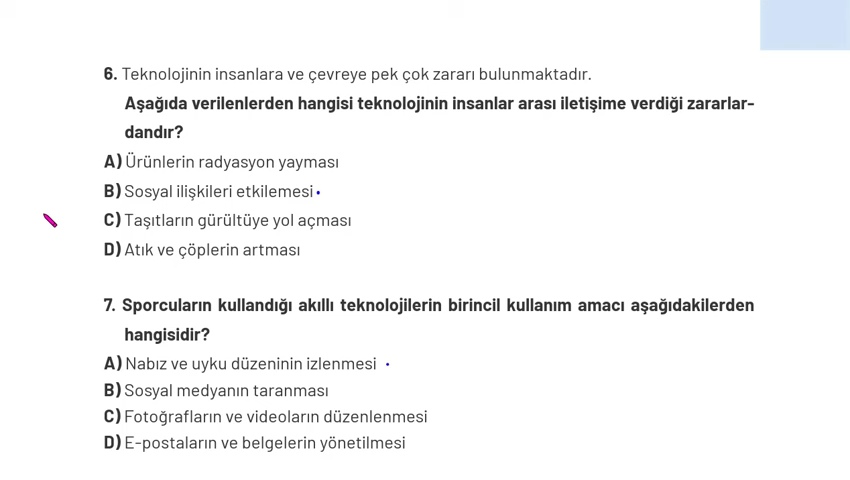 6. Teknolojinin insanlara ve çevreye pek çok zararı bulunmaktadır.
Aşağıda verilenlerden hangisi teknolojinin insanlar arası iletişime verdiği zararlar-
dandır?
A) Ürünlerin radyasyon yayması
B) Sosyal ilişkileri etkilemesi
C) Taşıtların gürültüye yol açması
D) Atık ve çöplerin artması
7. Sporcuların kullandığı akıllı teknolojilerin birincil kullanım amacı aşağıdakilerden
hangisidir?
A) Nabız ve uyku düzeninin izlenmesi
B) Sosyal medyanın taranması
C) Fotoğrafların ve videoların düzenlenmesi
D) E-postaların ve belgelerin yönetilmesi